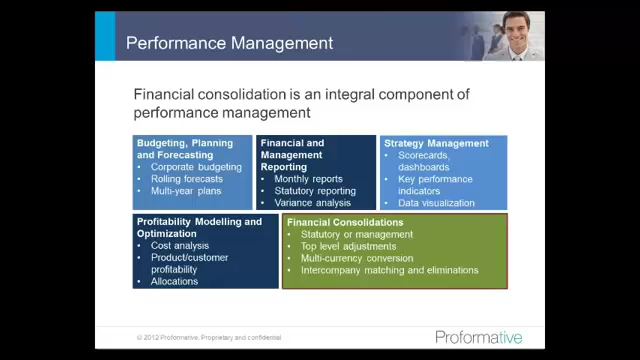 Performance Management
Financial consolidation is an integral component of
performance management
Budgeting, Planning
and Forecasting
• Corporate budgeting
• Rolling forecasts
• Multi-year plans
Financial and
Management
Reporting
• Monthly reports
• Statutory reporting
• Variance analysis
Strategy Management
• Scorecards,
dashboards
• Key performance
indicators
• Data visualization
Profitability Modelling and
Optimization
• Cost analysis
• Product/customer
profitability
• Allocations
Financial Consolidations
• Statutory or management
• Top level adjustments
• Multi-currency conversion
• Intercompany matching and eliminations
© 2012 Proformative, Proprietary and confidential
Proformative